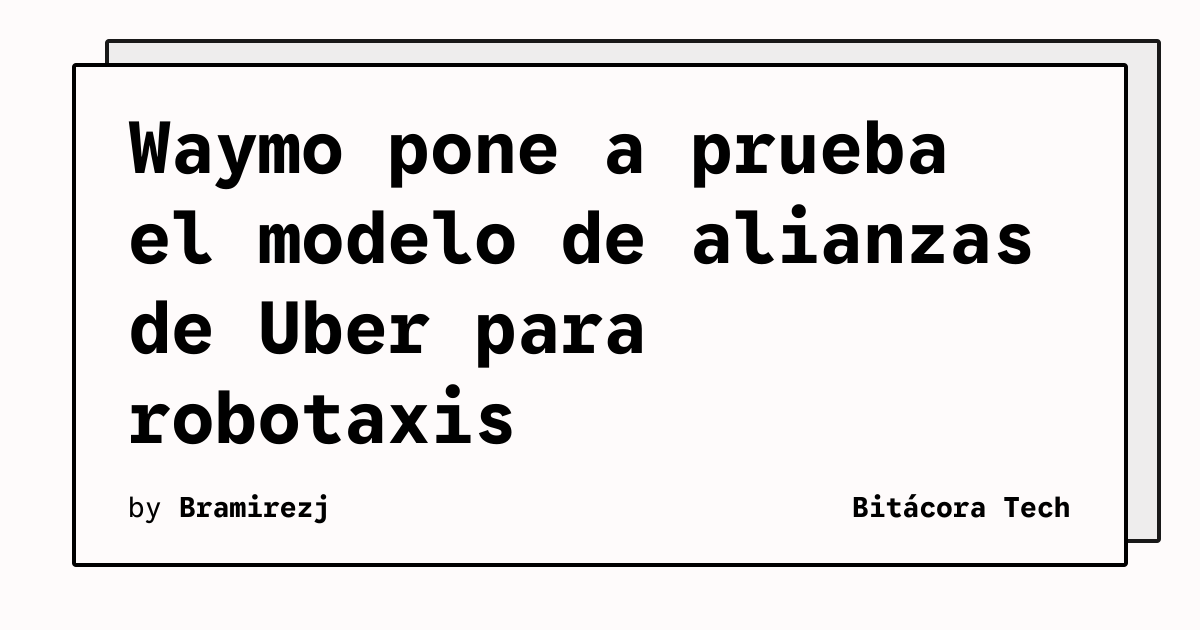 Waymo pone a prueba
el modelo de alianzas
de Uber para
robotaxis
by Bramirezj
Bitácora Tech